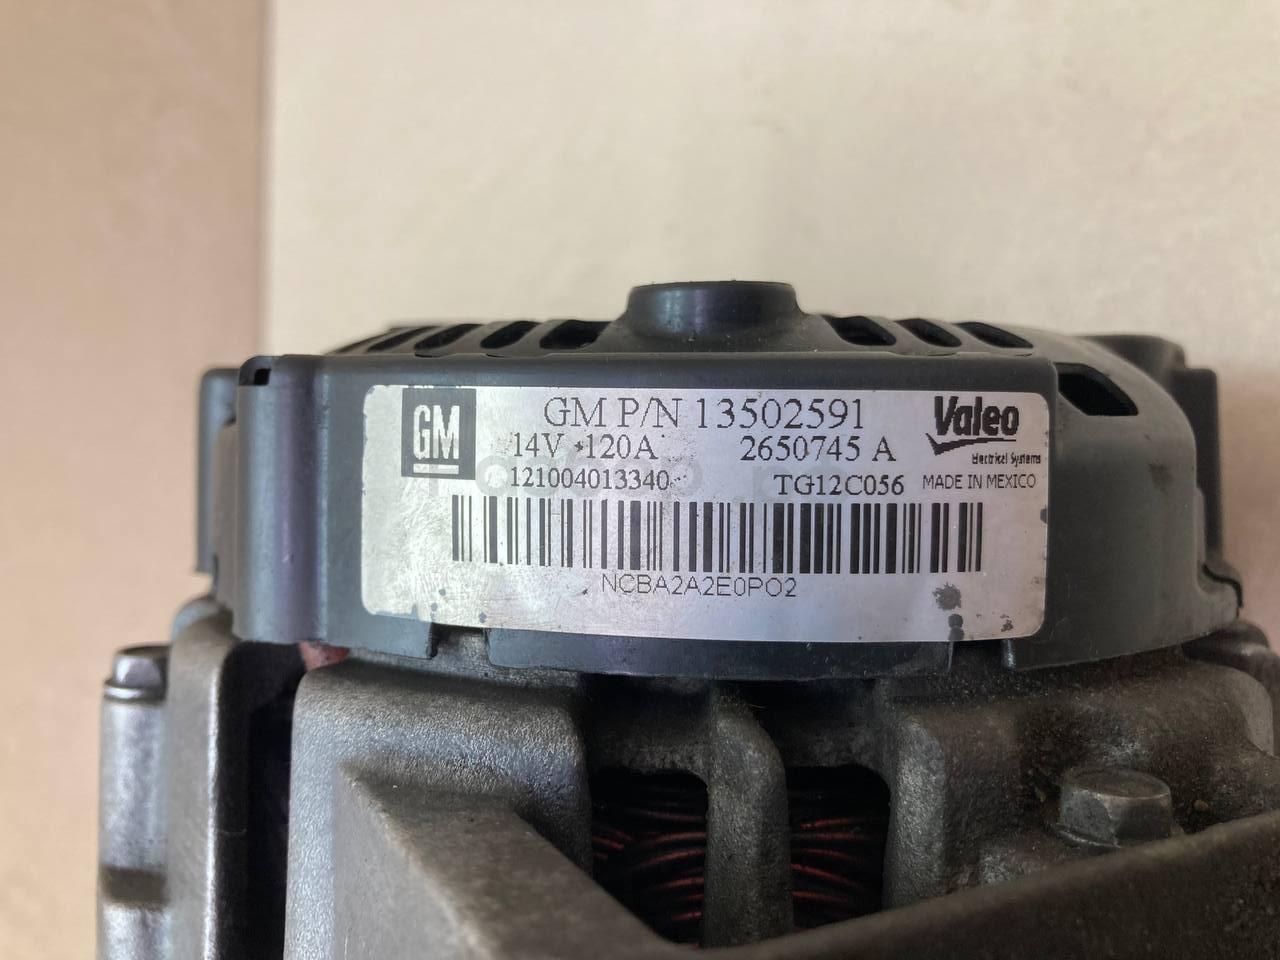 GM
GM P/N 13502591
Valeo
14V 120A 2650745 A
Electrical Systems
121004013340 TG12C056 MADE IN MEXICO
NCBA2A2E0PO2